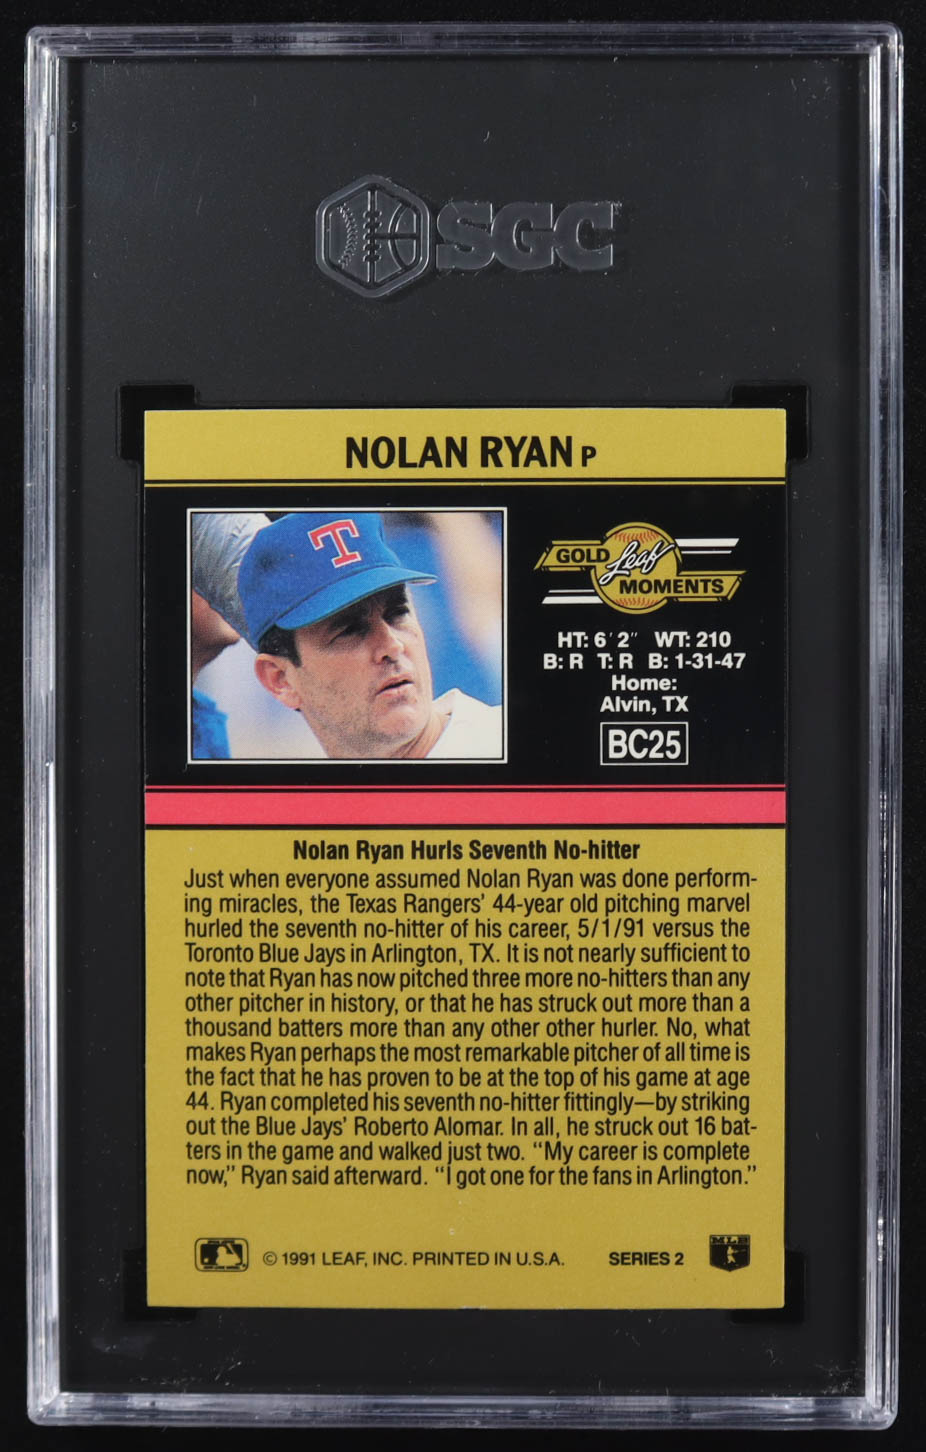 SGC
NOLAN RYAN P
T
GOLD Leaf
MOMENTS
HT: 6' 2" WT: 210
B: R T: R B: 1-31-47
Home:
Alvin, TX
BC25
Nolan Ryan Hurls Seventh No-hitter
Just when everyone assumed Nolan Ryan was done perform-
ing miracles, the Texas Rangers' 44-year old pitching marvel
hurled the seventh no-hitter of his career, 5/1/91 versus the
Toronto Blue Jays in Arlington, TX. It is not nearly sufficient to
note that Ryan has now pitched three more no-hitters than any
other pitcher in history, or that he has struck out more than a
thousand batters more than any other other hurler. No, what
makes Ryan perhaps the most remarkable pitcher of all time is
the fact that he has proven to be at the top of his game at age
44. Ryan completed his seventh no-hitter fittingly—by striking
out the Blue Jays' Roberto Alomar. In all, he struck out 16 bat-
ters in the game and walked just two. "My career is complete
now," Ryan said afterward. "I got one for the fans in Arlington."
© 1991 LEAF, INC. PRINTED IN U.S.A. SERIES 2 MLB